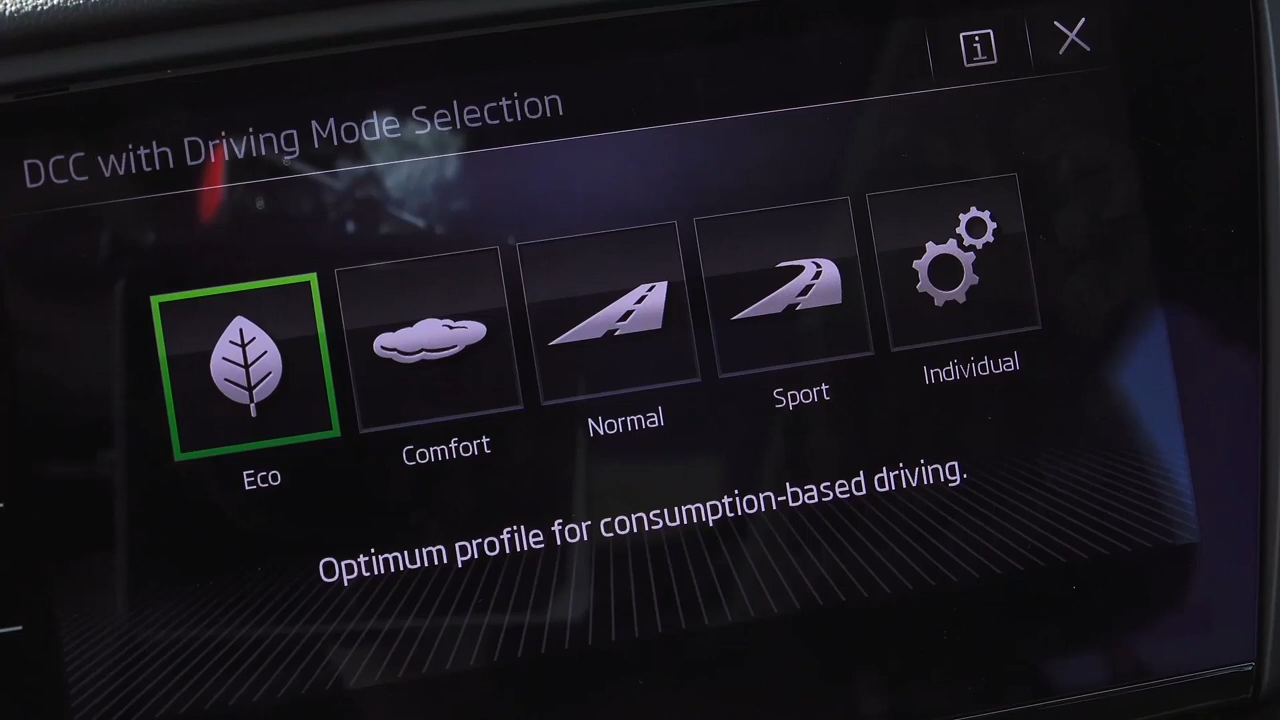 DCC with Driving Mode Selection
i
Eco
Comfort
Normal
Sport
Individual
Optimum profile for consumption-based driving.